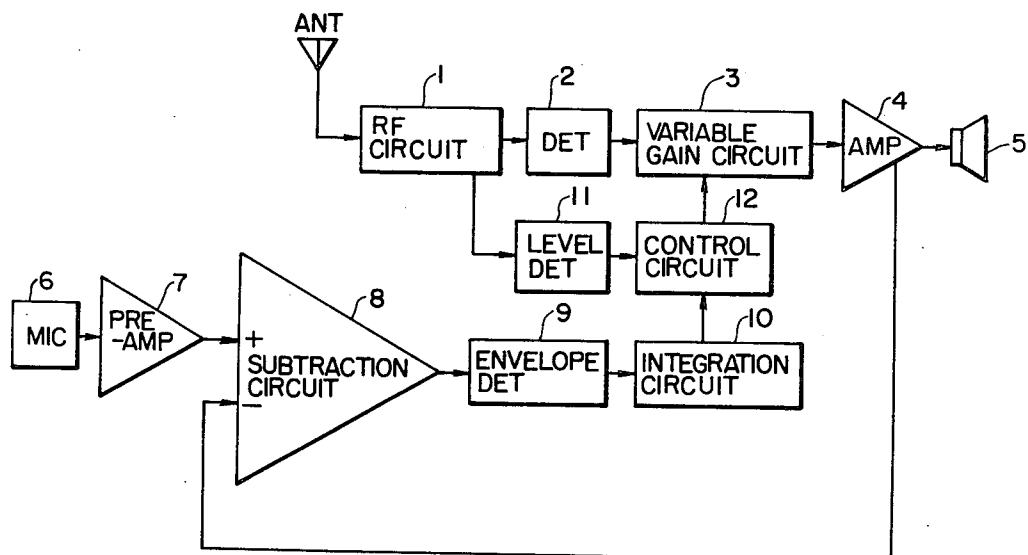 ANT
1
RF
CIRCUIT
2
DET
3
VARIABLE
GAIN CIRCUIT
4
AMP
5
11
LEVEL
DET
12
CONTROL
CIRCUIT
6
MIC
7
PRE
-AMP
8
+
SUBTRACTION
CIRCUIT
−
9
ENVELOPE
DET
10
INTEGRATION
CIRCUIT